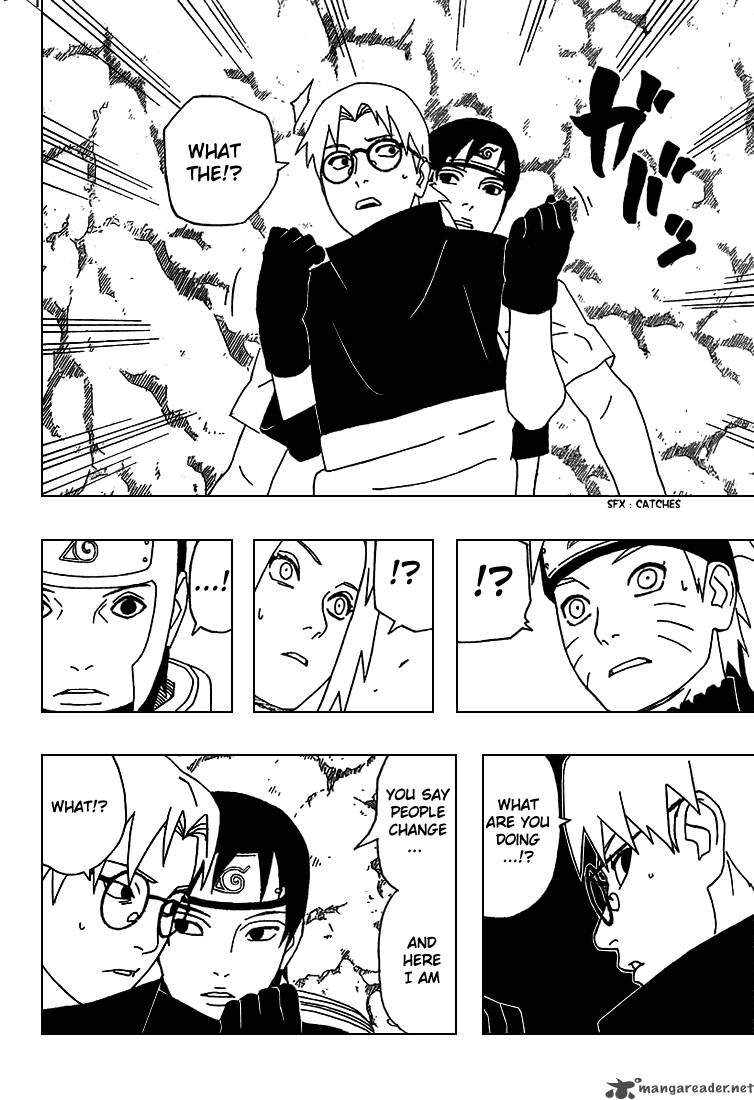 WHAT
THE!?
ガバッ
SFX : CATCHES
!?
!?
....!
WHAT
ARE YOU
DOING
...!?
YOU SAY
PEOPLE
CHANGE
...
AND
HERE
I AM
WHAT!?
mangareader.net